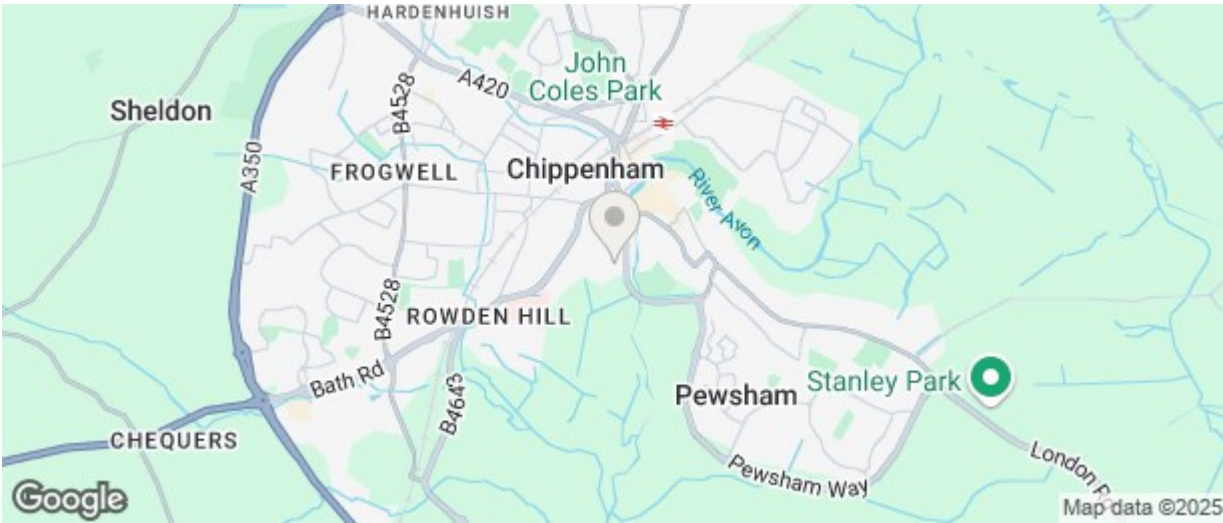 HARDENHUISH
John
Coles Park
A420
B4528
Sheldon
A350
FROGWELL
Chippenham
River Avon
B4528
ROWDEN HILL
Bath Rd
B4643
Pewsham
Stanley Park
CHEQUERS
Pewsham Way
London Rd
Google
Map data ©2025